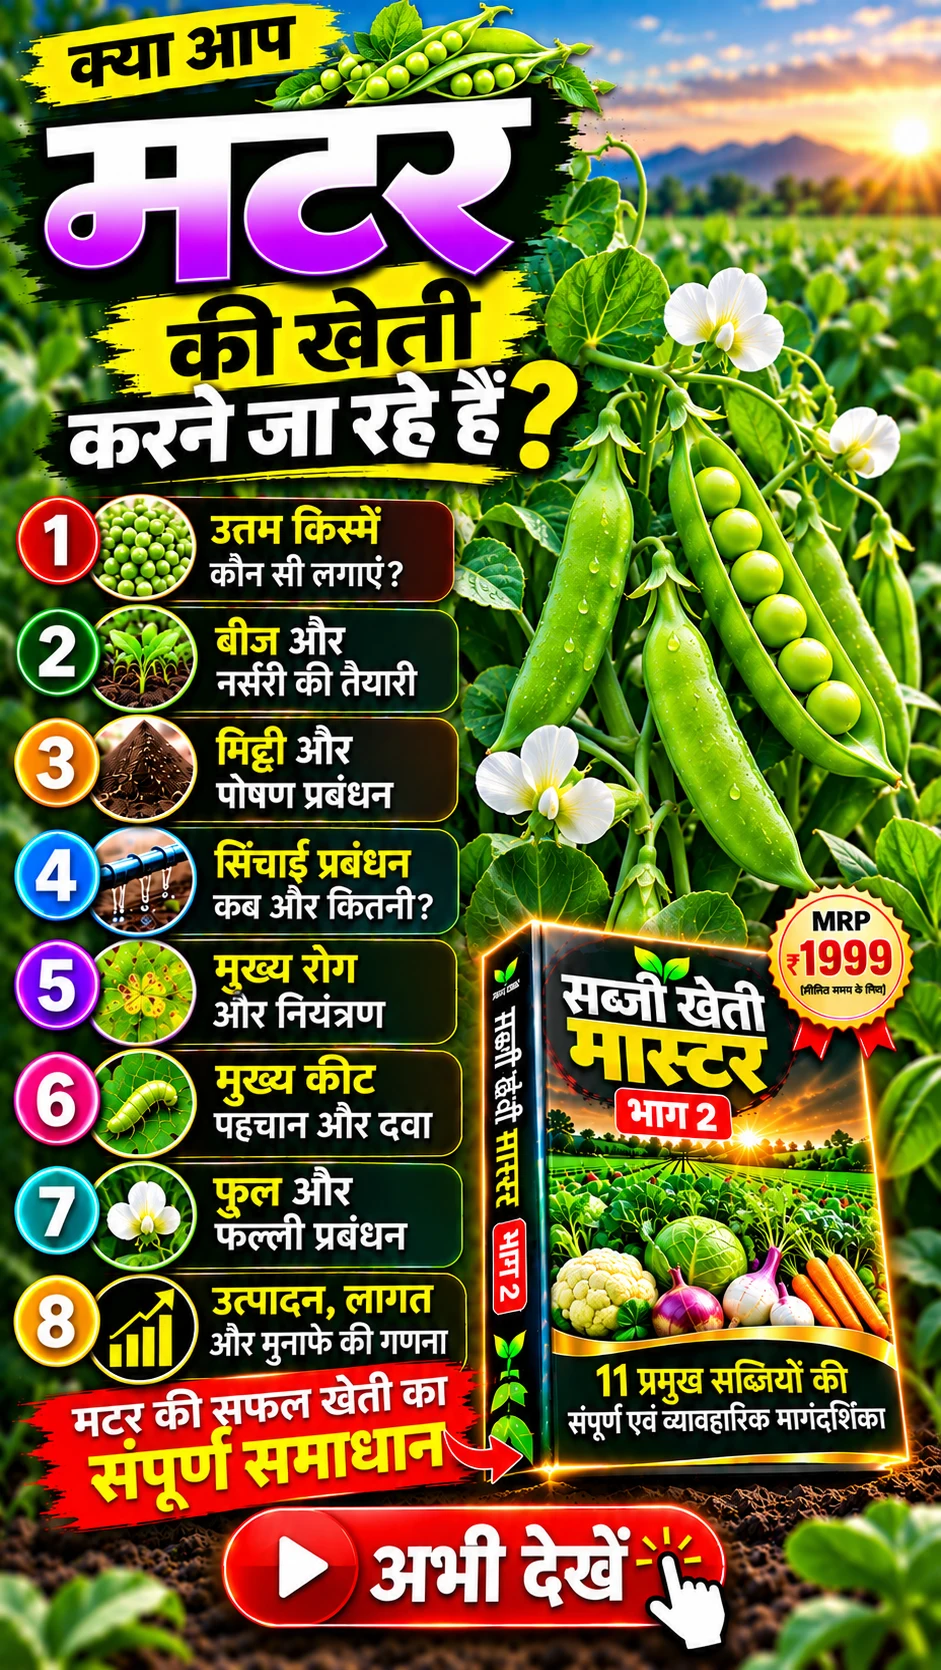 क्या आप
मटर
की खेती
करने जा रहे हैं?
1
उतम किस्में
कौन सी लगाएं?
2
बीज और
नर्सरी की तैयारी
3
मिट्टी और
पोषण प्रबंधन
4
सिंचाई प्रबंधन
कब और कितनी?
5
मुख्य रोग
और नियंत्रण
6
मुख्य कीट
पहचान और दवा
7
फुल और
फल्ली प्रबंधन
8
उत्पादन, लागत
और मुनाफे की गणना
मटर की सफल खेती का
संपूर्ण समाधान
MRP
₹1999
सब्जी खेती
मास्टर
भाग 2
मास्टर
भाग 2
11 प्रमुख सब्जियों की
संपूर्ण एवं व्यावहारिक मार्गदर्शिका
अभी देखें